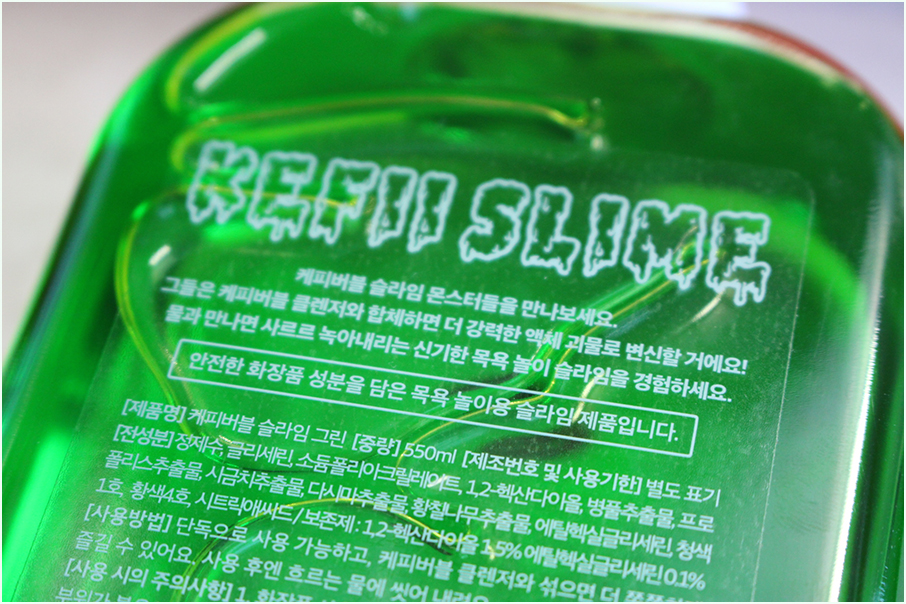 KEFII SLIME
케피버블 슬라임 몬스터들을 만나보세요.
그들은 케피버블 클렌저와 합체하면 더 강력한 액체 괴물로 변신할 거에요!
물과 만나면 사르르 녹아내리는 신기한 목욕 놀이 슬라임을 경험하세요.
안전한 화장품 성분을 담은 목욕 놀이용 슬라임 제품입니다.
[제품명] 케피버블 슬라임 그린 [중량] 550ml [제조번호 및 사용기한] 별도 표기
[전성분] 정제수, 글리세린, 소듐폴리아크릴레이트, 1,2-헥산다이올, 병풀추출물, 프로
폴리스추출물, 시금치추출물, 다시마추출물, 황칠나무추출물, 에틸헥실글리세린, 청색
1호, 황색4호, 시트릭애씨드 / 보존제 : 1,2-헥산다이올 1.5% 에틸헥실글리세린 0.1%
[사용방법] 단독으로 사용 가능하고, 케피버블 클렌저와 섞으면 더
즐길 수 있어요. 사용 후엔 흐르는 물에 씻어
[사용 시의 주의사항] 1. 화장품